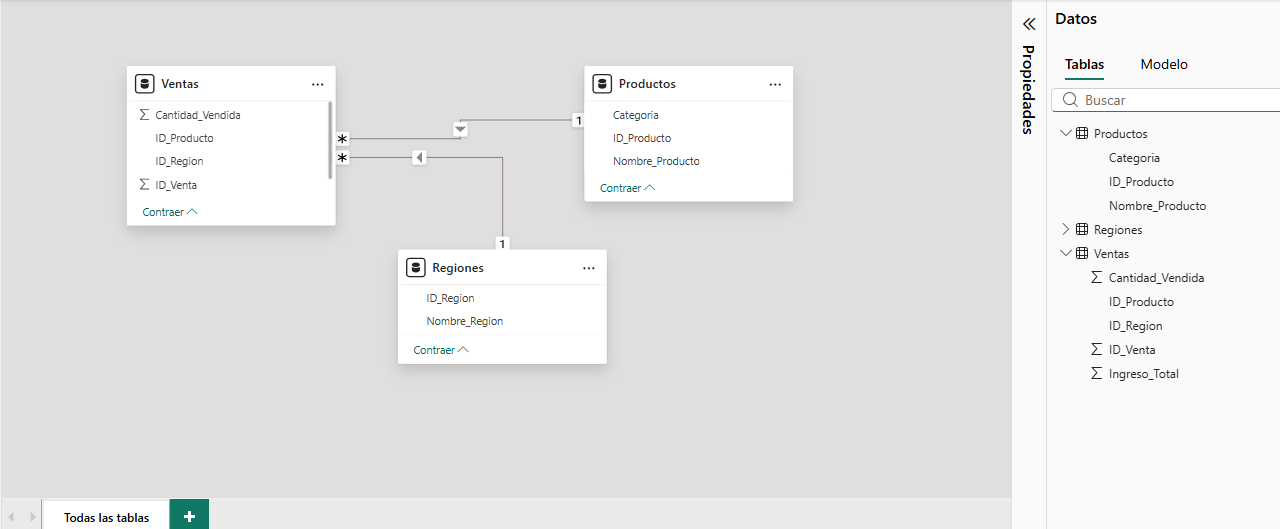 Ventas
Cantidad_Vendida
ID_Producto
ID_Region
ID_Venta
Contraer
*
*
1
Productos
Categoria
ID_Producto
Nombre_Producto
Contraer
1
Regiones
ID_Region
Nombre_Region
Contraer
Todas las tablas
+
Propiedades
Datos
Tablas Modelo
Buscar
Productos
Categoria
ID_Producto
Nombre_Producto
Regiones
Ventas
Σ Cantidad_Vendida
ID_Producto
ID_Region
Σ ID_Venta
Σ Ingreso_Total